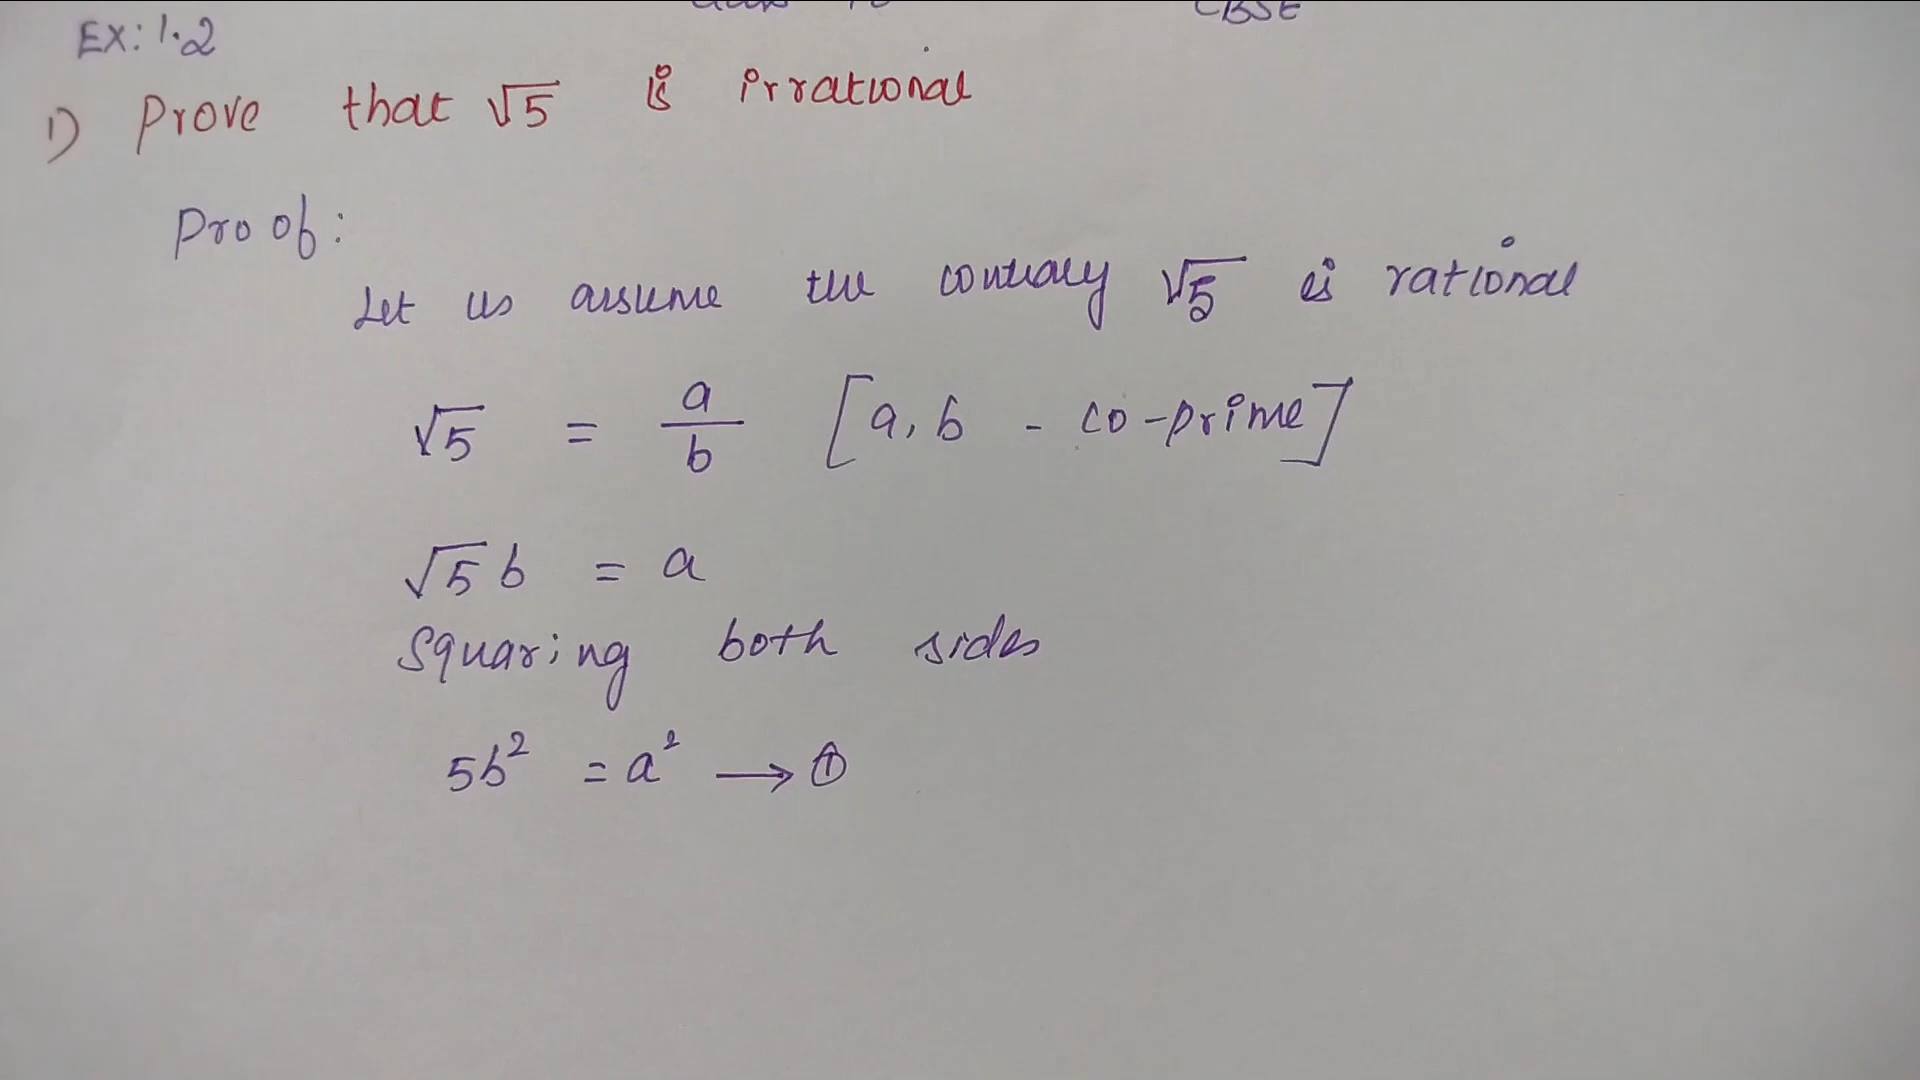 CBSE
Ex: 1.2
1) Prove that √5 is irrational
Proof:
Let us assume the contrary √5 is rational
√5 = a/b [a, b - co-prime]
√5 b = a
Squaring both sides
5b² = a² → ①